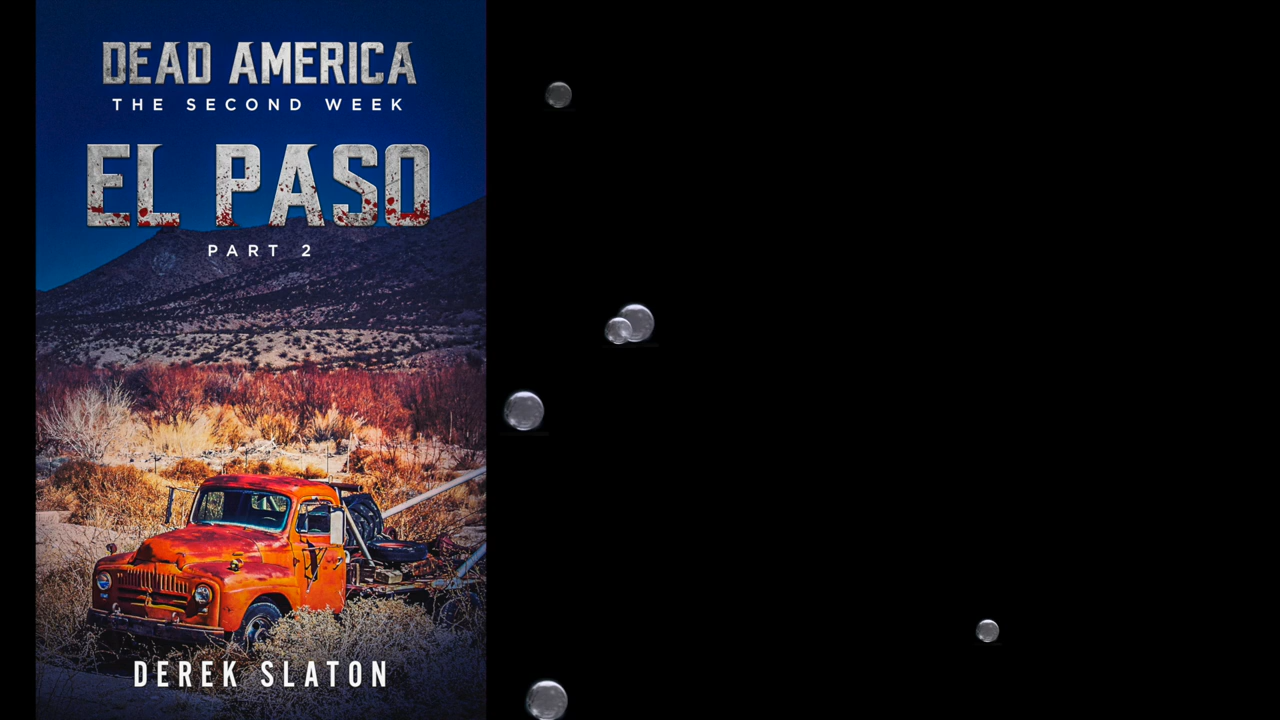 DEAD AMERICA
THE SECOND WEEK
EL PASO
PART 2
DEREK SLATON